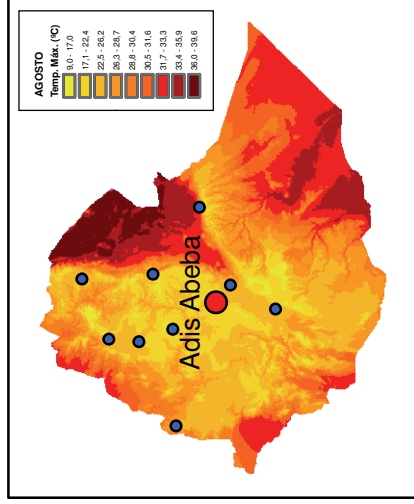 AGOSTO
Temp. Máx. (ºC)
9,0 - 17,0
17,1 - 22,4
22,5 - 26,2
26,3 - 28,7
28,8 - 30,4
30,5 - 31,6
31,7 - 33,3
33,4 - 35,9
36,0 - 39,6
Adis Abeba